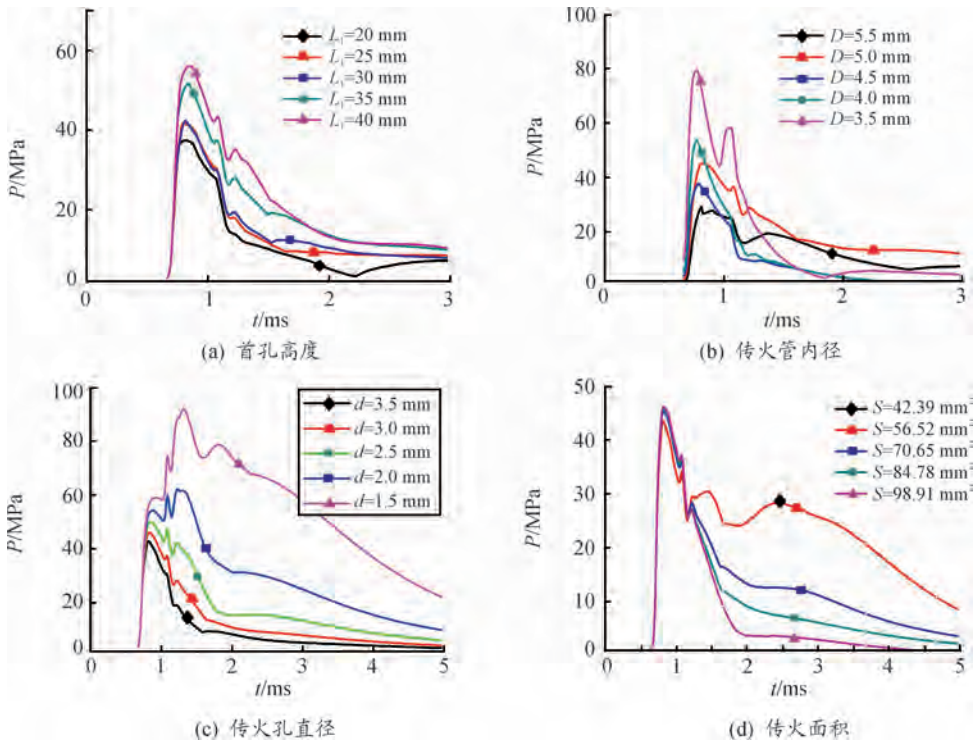 P/MPa
60
40
20
0
0
1
2
3
t/ms
L₁=20 mm
L₁=25 mm
L₁=30 mm
L₁=35 mm
L₁=40 mm
(a) 首孔高度
P/MPa
100
80
60
40
20
0
0
1
2
3
t/ms
D=5.5 mm
D=5.0 mm
D=4.5 mm
D=4.0 mm
D=3.5 mm
(b) 传火管内径
P/MPa
100
80
60
40
20
0
0
1
2
3
4
5
t/ms
d=3.5 mm
d=3.0 mm
d=2.5 mm
d=2.0 mm
d=1.5 mm
(c) 传火孔直径
P/MPa
50
40
30
20
10
0
0
1
2
3
4
5
t/ms
S=42.39 mm²
S=56.52 mm²
S=70.65 mm²
S=84.78 mm²
S=98.91 mm²
(d) 传火面积